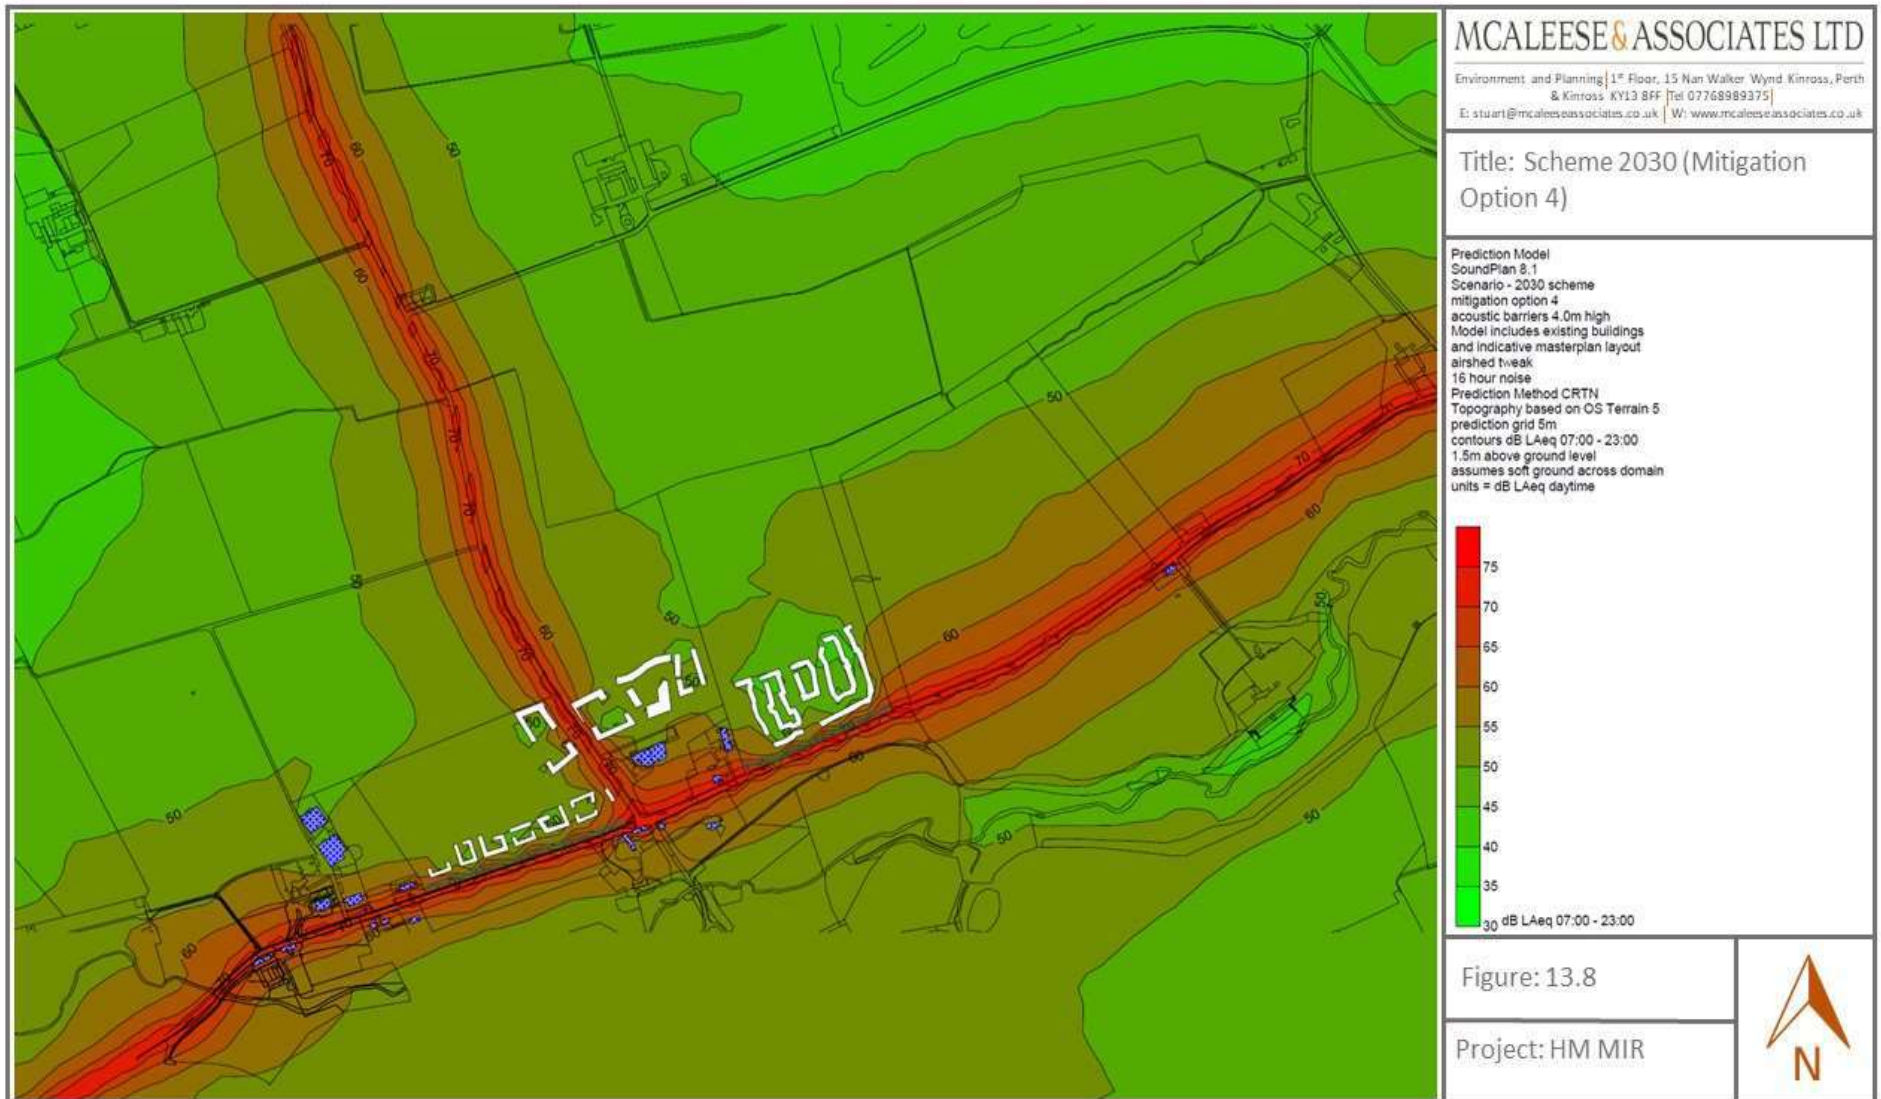 MCALEESE & ASSOCIATES LTD
Environment and Planning | 1st Floor, 15 Nan Walker Wynd Kinross, Perth
& Kinross KY13 8FF | Tel 07768989375 |
E: stuart@mcaleeseassociates.co.uk | W: www.mcaleeseassociates.co.uk
Title: Scheme 2030 (Mitigation
Option 4)
Prediction Model
SoundPlan 8.1
Scenario - 2030 scheme
mitigation option 4
acoustic barriers 4.0m high
Model includes existing buildings
and indicative masterplan layout
airshed tweak
16 hour noise
Prediction Method CRTN
Topography based on OS Terrain 5
prediction grid 5m
contours dB LAeq 07:00 - 23:00
1.5m above ground level
assumes soft ground across domain
units = dB LAeq daytime
75
70
65
60
55
50
45
40
35
30 dB LAeq 07:00 - 23:00
Figure: 13.8
Project: HM MIR
N
60
50
70
60
70
50
70
70
70
60
50
60
50
70
60
50
60
50
50
50
60
50
50
50
60